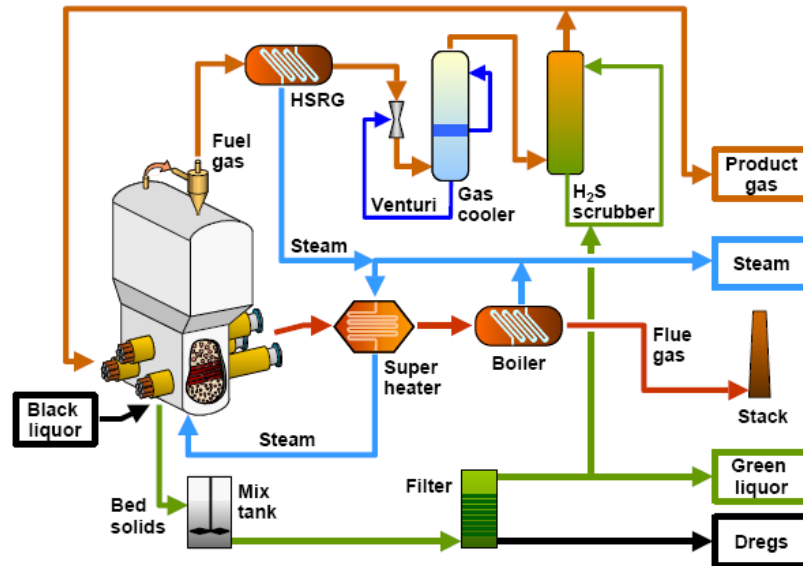 HSRG
Fuel
gas
Venturi
Gas
cooler
H₂S
scrubber
Product
gas
Steam
Steam
Super
heater
Boiler
Flue
gas
Stack
Black
liquor
Steam
Bed
solids
Mix
tank
Filter
Green
liquor
Dregs